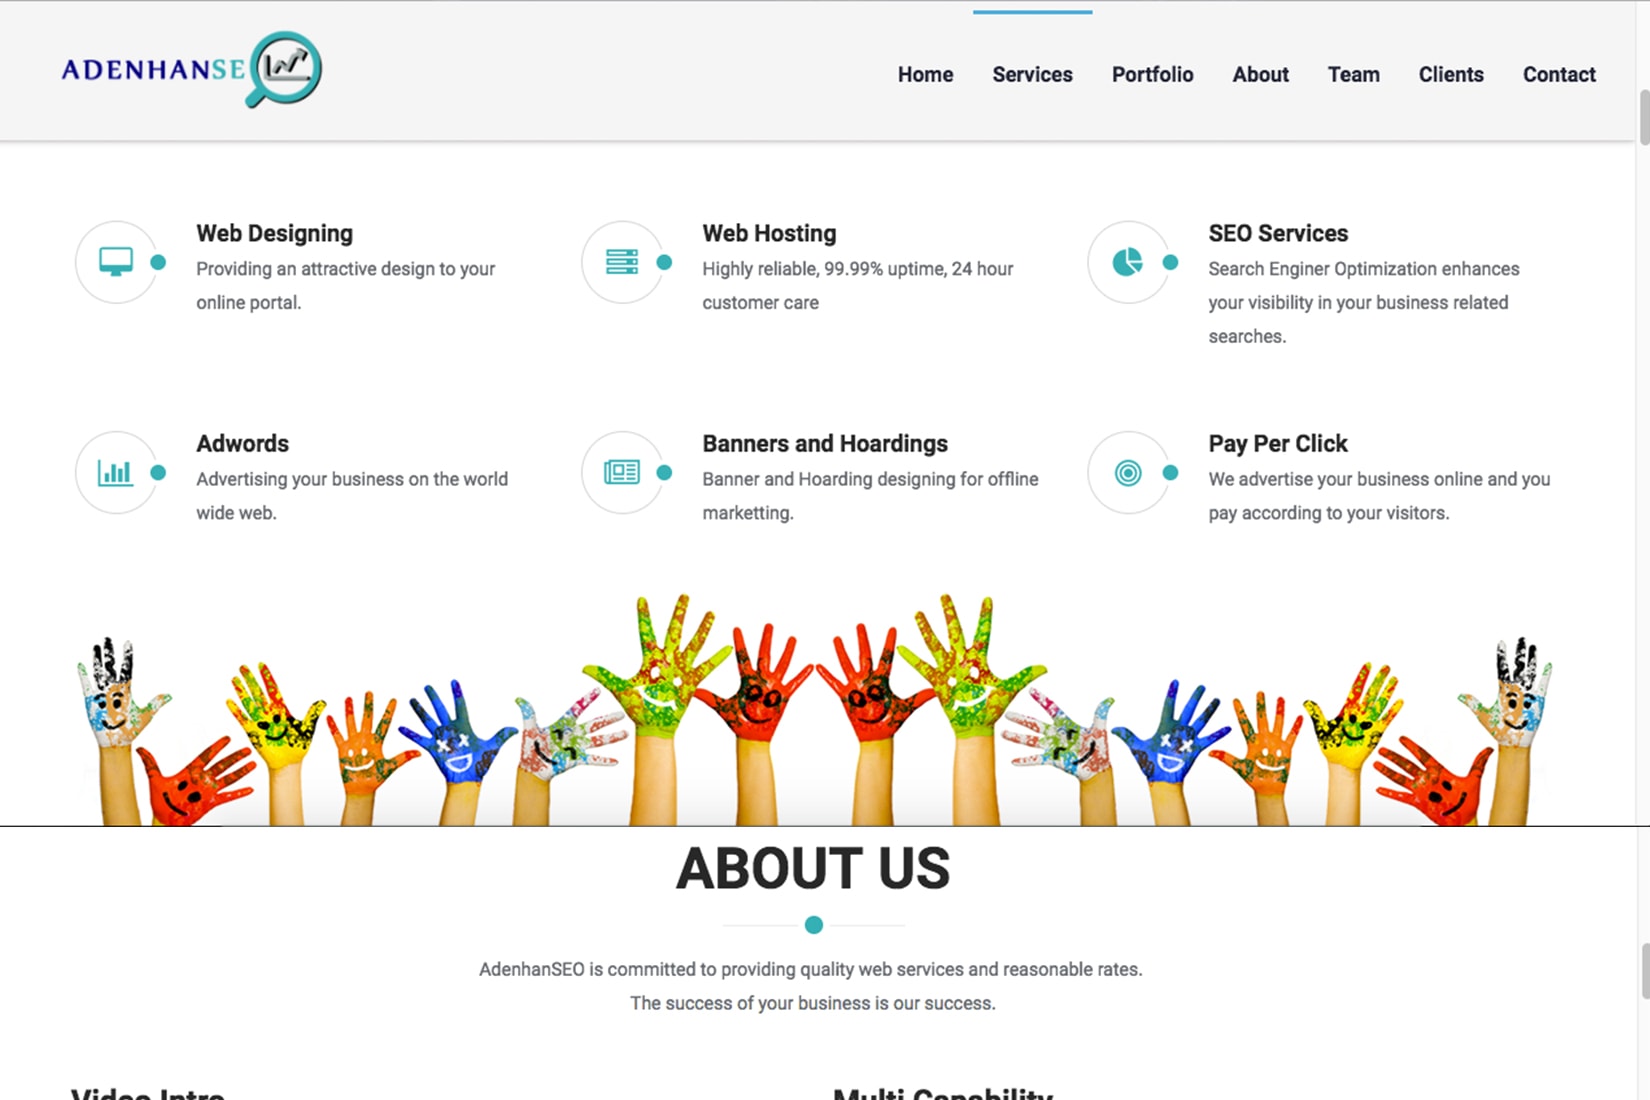 ADENHANSE
Home Services Portfolio About Team Clients Contact
Web Designing
Providing an attractive design to your
online portal.
Web Hosting
Highly reliable, 99.99% uptime, 24 hour
customer care
SEO Services
Search Enginer Optimization enhances
your visibility in your business related
searches.
Adwords
Advertising your business on the world
wide web.
Banners and Hoardings
Banner and Hoarding designing for offline
marketting.
Pay Per Click
We advertise your business online and you
pay according to your visitors.
ABOUT US
AdenhanSEO is committed to providing quality web services and reasonable rates.
The success of your business is our success.
Video Intro
Multi Capability